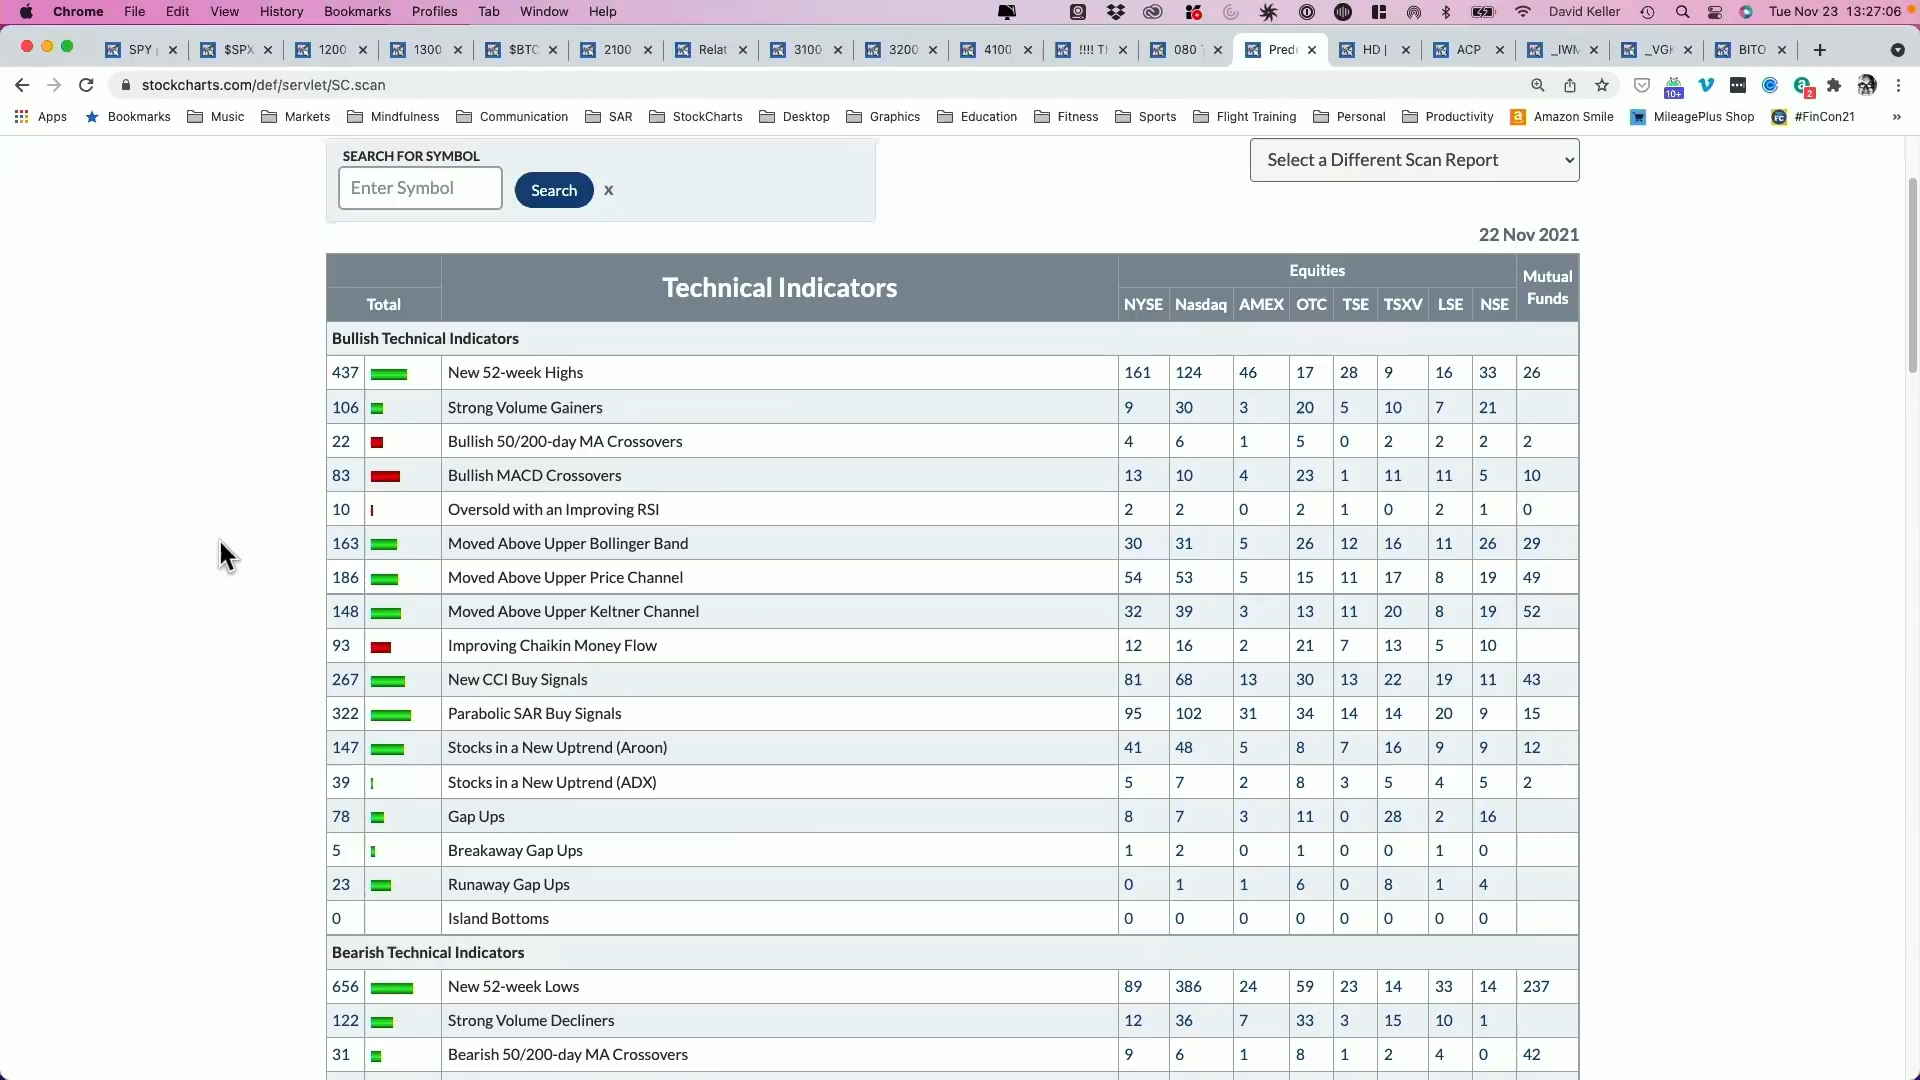 Chrome File Edit View History Bookmarks Profiles Tab Window Help David Keller Tue Nov 23 13:27:06
SPY $SPX 1200 1300 $BTC 2100 Relat 3100 3200 4100 !!!! Th 080 Pred HD | ACP _IWM _VGK BITO
stockcharts.com/def/servlet/SC.scan 10+ 2
Apps Bookmarks Music Markets Mindfulness Communication SAR StockCharts Desktop Graphics Education Fitness Sports Flight Training Personal Productivity Amazon Smile MileagePlus Shop #FinCon21 »
SEARCH FOR SYMBOL
Enter Symbol Search x
Select a Different Scan Report
22 Nov 2021
Total Technical Indicators Equities Mutual Funds
NYSE Nasdaq AMEX OTC TSE TSXV LSE NSE
Bullish Technical Indicators
437 New 52-week Highs 161 124 46 17 28 9 16 33 26
106 Strong Volume Gainers 9 30 3 20 5 10 7 21
22 Bullish 50/200-day MA Crossovers 4 6 1 5 0 2 2 2 2
83 Bullish MACD Crossovers 13 10 4 23 1 11 11 5 10
10 Oversold with an Improving RSI 2 2 0 2 1 0 2 1 0
163 Moved Above Upper Bollinger Band 30 31 5 26 12 16 11 26 29
186 Moved Above Upper Price Channel 54 53 5 15 11 17 8 19 49
148 Moved Above Upper Keltner Channel 32 39 3 13 11 20 8 19 52
93 Improving Chaikin Money Flow 12 16 2 21 7 13 5 10
267 New CCI Buy Signals 81 68 13 30 13 22 19 11 43
322 Parabolic SAR Buy Signals 95 102 31 34 14 14 20 9 15
147 Stocks in a New Uptrend (Aroon) 41 48 5 8 7 16 9 9 12
39 Stocks in a New Uptrend (ADX) 5 7 2 8 3 5 4 5 2
78 Gap Ups 8 7 3 11 0 28 2 16
5 Breakaway Gap Ups 1 2 0 1 0 0 1 0
23 Runaway Gap Ups 0 1 1 6 0 8 1 4
0 Island Bottoms 0 0 0 0 0 0 0 0
Bearish Technical Indicators
656 New 52-week Lows 89 386 24 59 23 14 33 14 237
122 Strong Volume Decliners 12 36 7 33 3 15 10 1
31 Bearish 50/200-day MA Crossovers 9 6 1 8 1 2 4 0 42